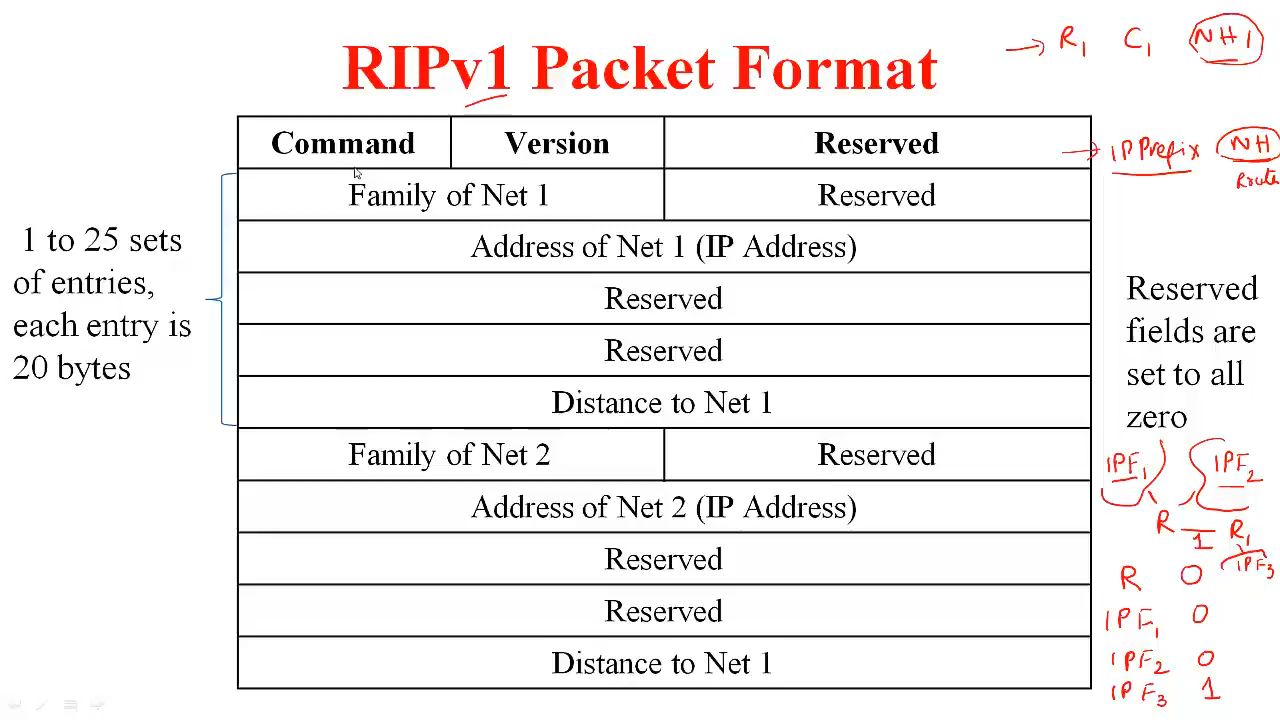 RIPv1 Packet Format
→ R1 C1 NH1
Command Version Reserved
→ IP Prefix NH
Route
Family of Net 1 Reserved
Address of Net 1 (IP Address)
Reserved
Reserved
Distance to Net 1
1 to 25 sets
of entries,
each entry is
20 bytes
Reserved
fields are
set to all
zero
Family of Net 2 Reserved
Address of Net 2 (IP Address)
Reserved
Reserved
Distance to Net 1
IPF1 IPF2
R 1 R1
IPF3
R 0
IPF1 0
IPF2 0
IPF3 1